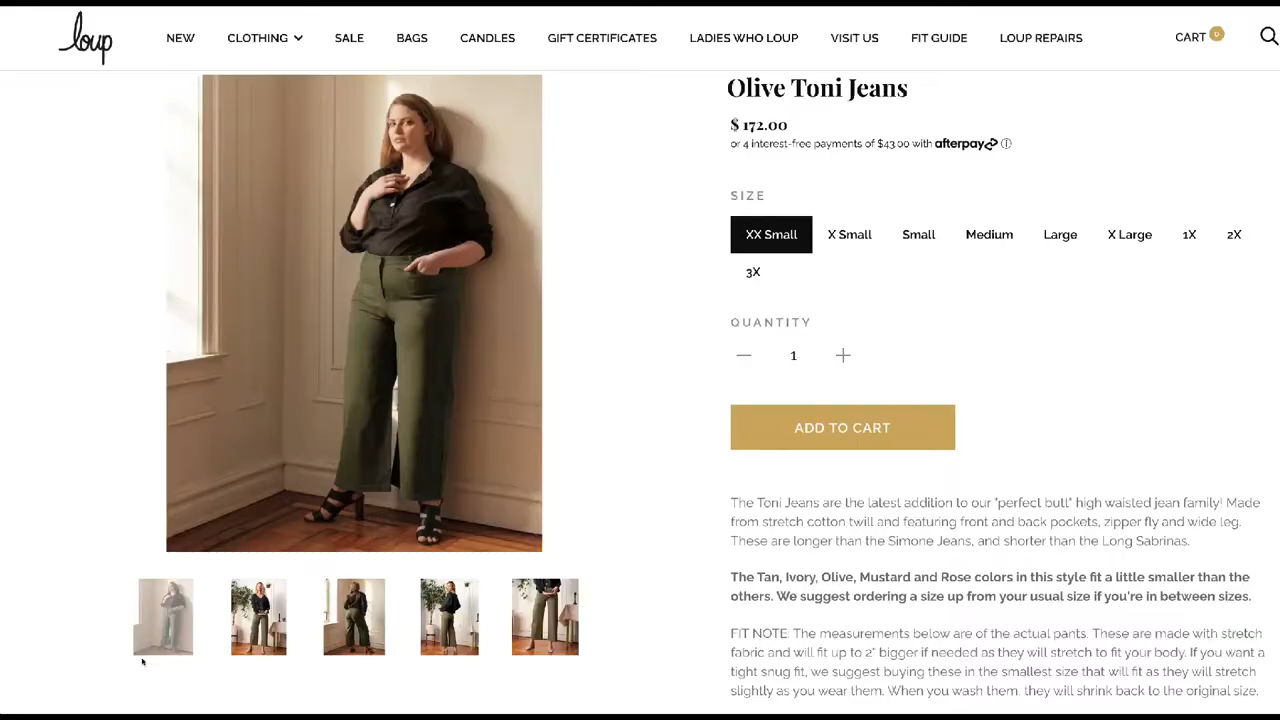 loup
NEW CLOTHING SALE BAGS CANDLES GIFT CERTIFICATES LADIES WHO LOUP VISIT US FIT GUIDE LOUP REPAIRS CART 0
Olive Toni Jeans
$ 172.00
or 4 interest-free payments of $43.00 with afterpay
SIZE
XX Small X Small Small Medium Large X Large 1X 2X
3X
QUANTITY
1
ADD TO CART
The Toni Jeans are the latest addition to our "perfect butt" high waisted jean family! Made
from stretch cotton twill and featuring front and back pockets, zipper fly and wide leg.
These are longer than the Simone Jeans, and shorter than the Long Sabrinas.
The Tan, Ivory, Olive, Mustard and Rose colors in this style fit a little smaller than the
others. We suggest ordering a size up from your usual size if you're in between sizes.
FIT NOTE: The measurements below are of the actual pants. These are made with stretch
fabric and will fit up to 2" bigger if needed as they will stretch to fit your body. If you want a
tight snug fit, we suggest buying these in the smallest size that will fit as they will stretch
slightly as you wear them. When you wash them, they will shrink back to the original size.